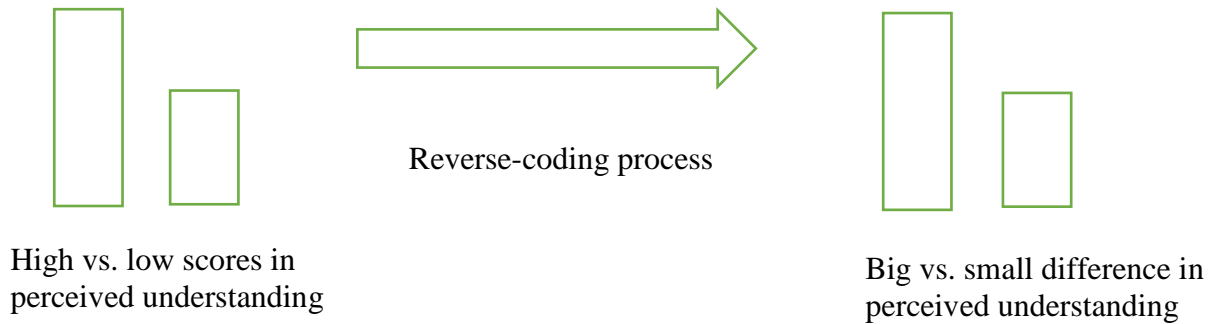 Reverse-coding process
High vs. low scores in
perceived understanding
Big vs. small difference in
perceived understanding